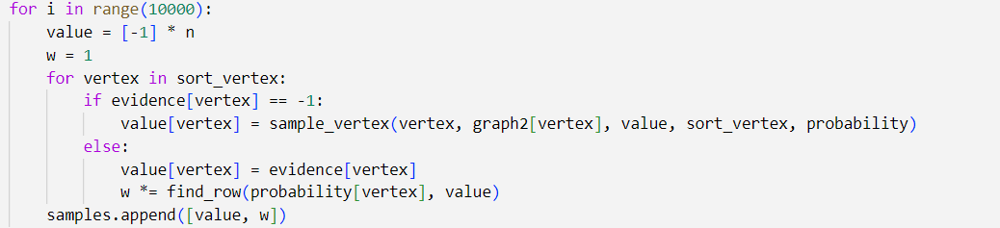 for i in range(10000):
    value = [-1] * n
    w = 1
    for vertex in sort_vertex:
        if evidence[vertex] == -1:
            value[vertex] = sample_vertex(vertex, graph2[vertex], value, sort_vertex, probability)
        else:
            value[vertex] = evidence[vertex]
            w *= find_row(probability[vertex], value)
    samples.append([value, w])